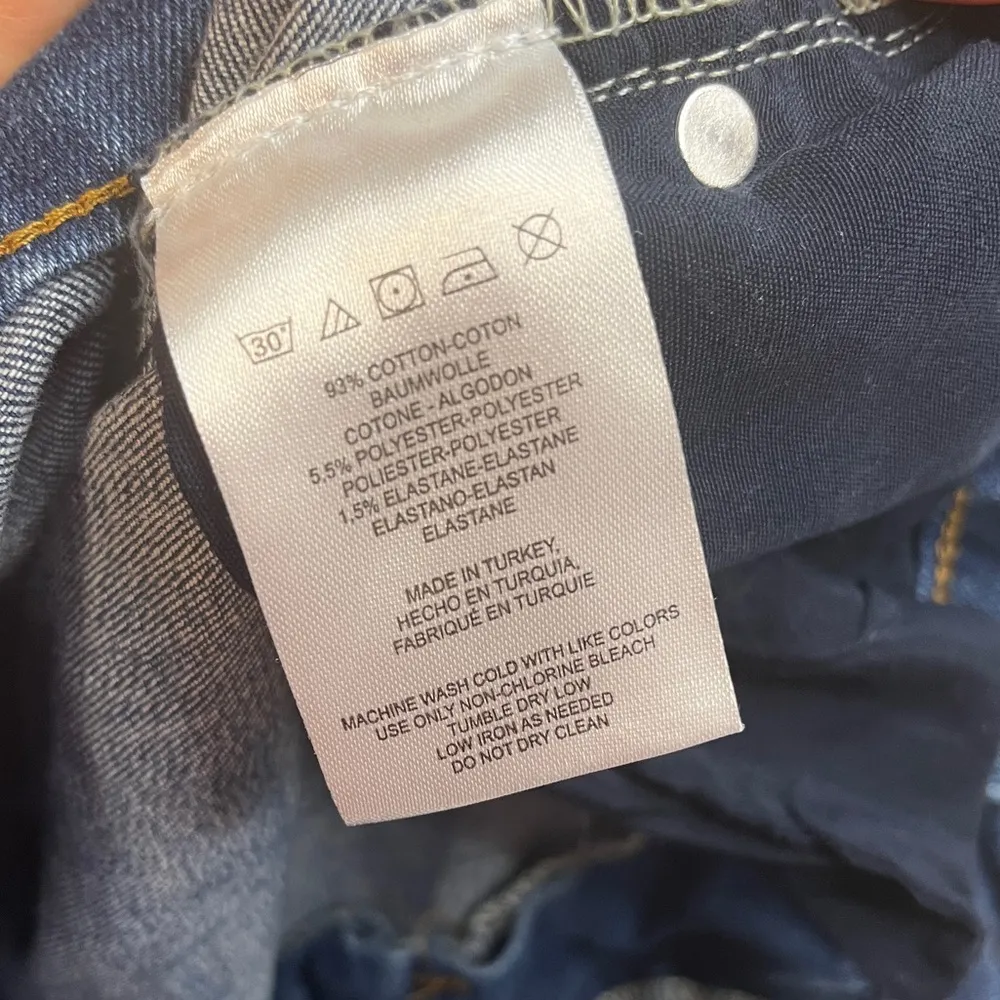 30°
93% COTTON-COTON
BAUMWOLLE
COTONE - ALGODON
5.5% POLYESTER-POLYESTER
POLIESTER-POLYESTER
1.5% ELASTANE-ELASTANE
ELASTANO-ELASTAN
ELASTANE
MADE IN TURKEY,
HECHO EN TURQUIA,
FABRIQUE EN TURQUIE
MACHINE WASH COLD WITH LIKE COLORS
USE ONLY NON-CHLORINE BLEACH
TUMBLE DRY LOW
LOW IRON AS NEEDED
DO NOT DRY CLEAN